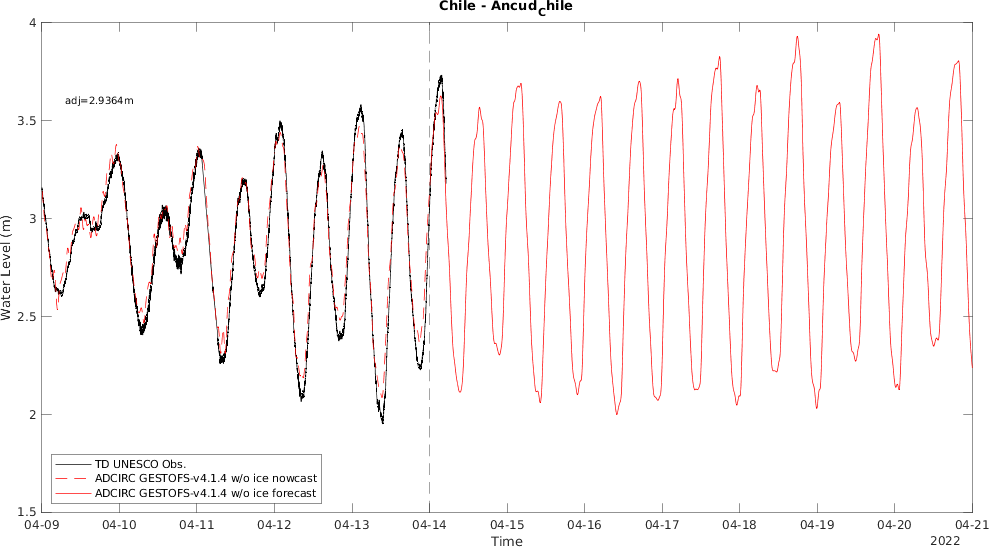 Chile - Ancud_Chile
4
3.5
3
2.5
2
1.5
Water Level (m)
adj=2.9364m
TD UNESCO Obs.
ADCIRC GESTOFS-v4.1.4 w/o ice nowcast
ADCIRC GESTOFS-v4.1.4 w/o ice forecast
04-09 04-10 04-11 04-12 04-13 04-14 04-15 04-16 04-17 04-18 04-19 04-20 04-21
Time
2022